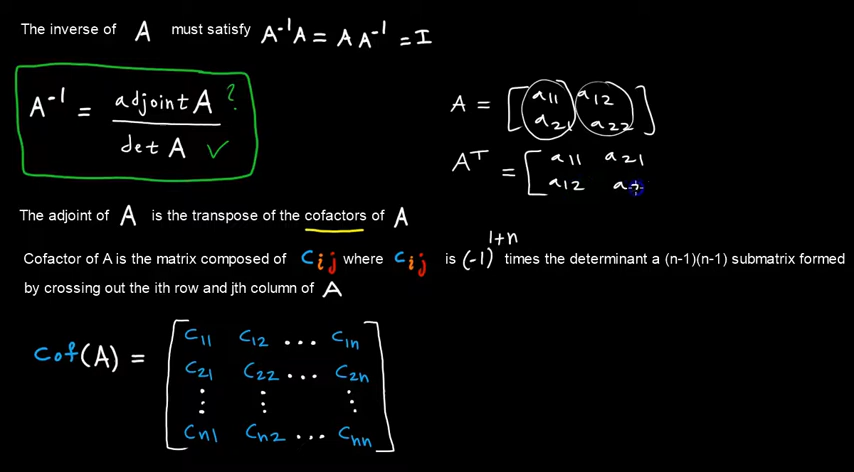 The inverse of A must satisfy A⁻¹A = A A⁻¹ = I
A⁻¹ = adjoint A ?
det A ✓
A = [a11 a12
a21 a22]
Aᵀ = [a11 a21
a12
The adjoint of A is the transpose of the cofactors of A
Cofactor of A is the matrix composed of Cij where Cij is (-1)¹⁺ⁿ times the determinant a (n-1)(n-1) submatrix formed
by crossing out the ith row and jth column of A
Cof(A) = [C11 C12 ... C1n
C21 C22 ... C2n
⋮ ⋮ ⋮
Cn1 Cn2 ... Cnn]